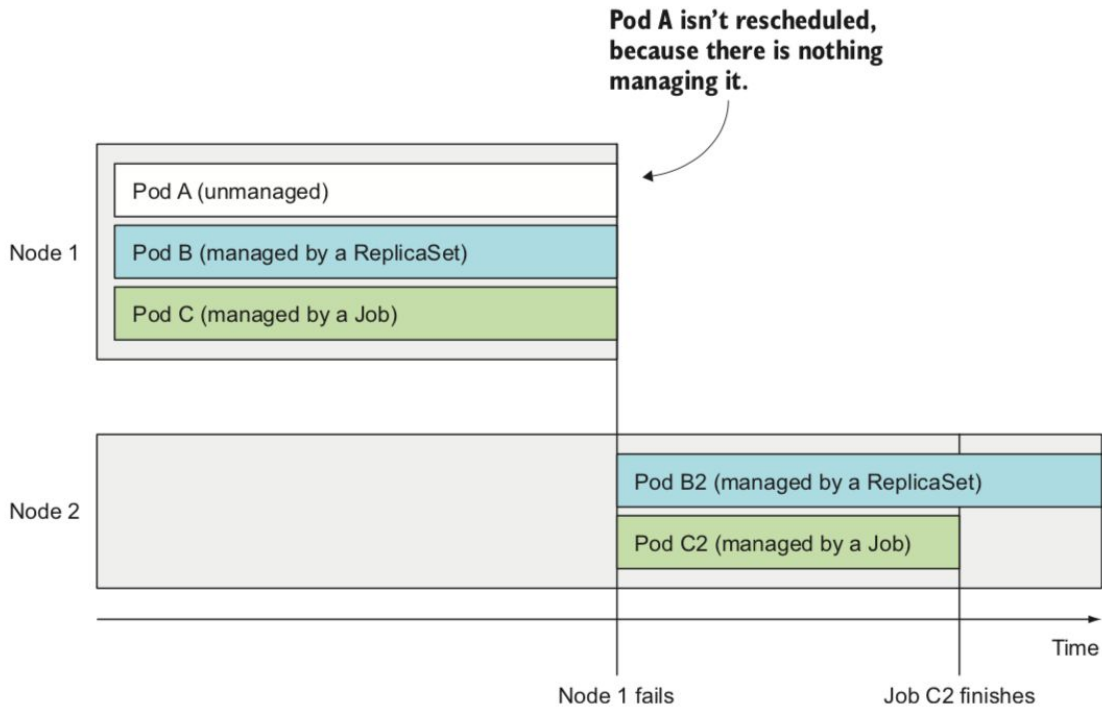 Pod A isn't rescheduled,
because there is nothing
managing it.
Pod A (unmanaged)
Node 1
Pod B (managed by a ReplicaSet)
Pod C (managed by a Job)
Pod B2 (managed by a ReplicaSet)
Node 2
Pod C2 (managed by a Job)
Time
Node 1 fails
Job C2 finishes